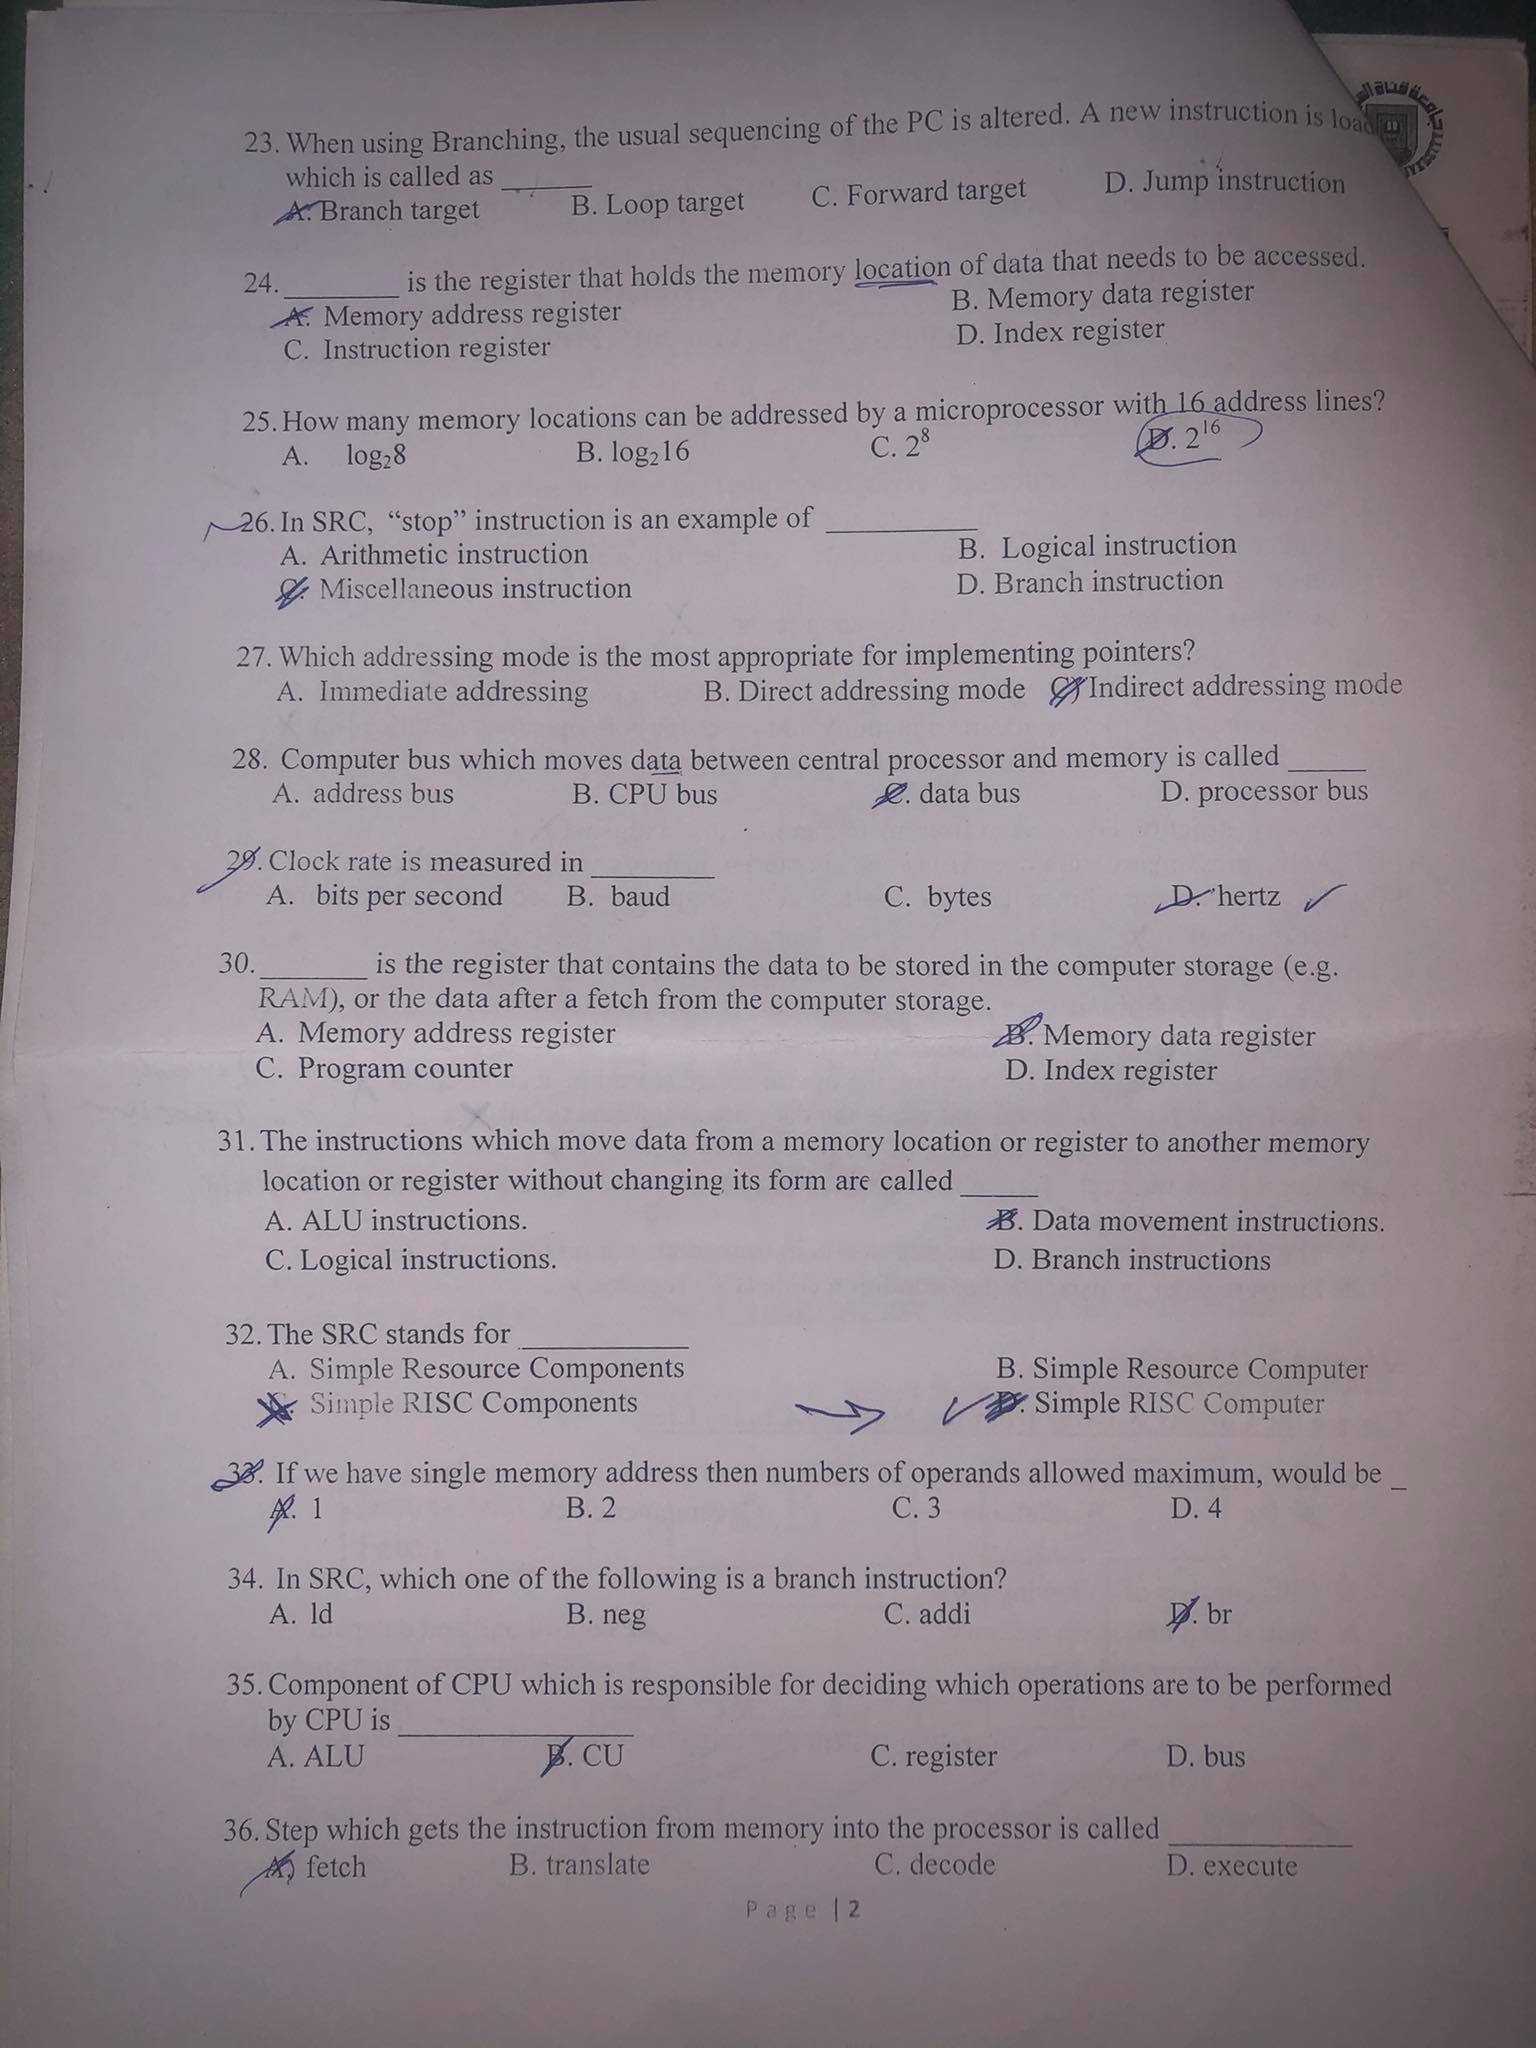 23. When using Branching, the usual sequencing of the PC is altered. A new instruction is
which is called as ______
A. Branch target B. Loop target C. Forward target D. Jump instruction
24. ________ is the register that holds the memory location of data that needs to be accessed.
A. Memory address register B. Memory data register
C. Instruction register D. Index register
25. How many memory locations can be addressed by a microprocessor with 16 address lines?
A. log₂8 B. log₂16 C. 2⁸ D. 2¹⁶
26. In SRC, “stop” instruction is an example of __________
A. Arithmetic instruction B. Logical instruction
C. Miscellaneous instruction D. Branch instruction
27. Which addressing mode is the most appropriate for implementing pointers?
A. Immediate addressing B. Direct addressing mode C) Indirect addressing mode
28. Computer bus which moves data between central processor and memory is called _____
A. address bus B. CPU bus C. data bus D. processor bus
29. Clock rate is measured in ________
A. bits per second B. baud C. bytes D. hertz
30. _______ is the register that contains the data to be stored in the computer storage (e.g.
RAM), or the data after a fetch from the computer storage.
A. Memory address register B. Memory data register
C. Program counter D. Index register
31. The instructions which move data from a memory location or register to another memory
location or register without changing its form are called _____
A. ALU instructions. B. Data movement instructions.
C. Logical instructions. D. Branch instructions
32. The SRC stands for ___________
A. Simple Resource Components B. Simple Resource Computer
C. Simple RISC Components D. Simple RISC Computer
33. If we have single memory address then numbers of operands allowed maximum, would be _
A. 1 B. 2 C. 3 D. 4
34. In SRC, which one of the following is a branch instruction?
A. ld B. neg C. addi D. br
35. Component of CPU which is responsible for deciding which operations are to be performed
by CPU is ________________
A. ALU B. CU C. register D. bus
36. Step which gets the instruction from memory into the processor is called ____________
A) fetch B. translate C. decode D. execute
Page | 2